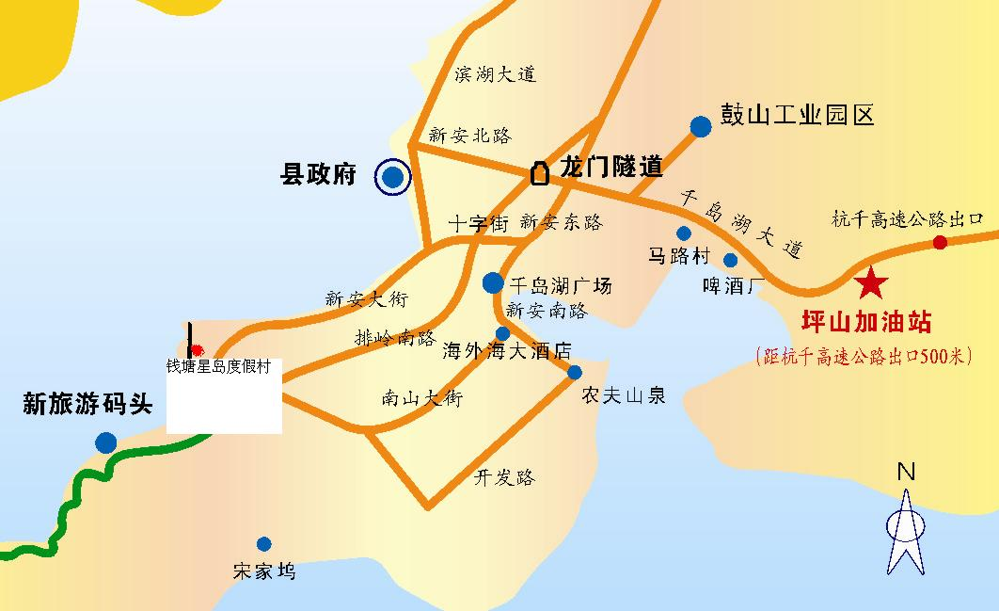 滨湖大道
鼓山工业园区
新安北路
县政府
龙门隧道
千岛湖大道
十字街
新安东路
杭千高速公路出口
马路村
啤酒厂
千岛湖广场
新安大街
新安南路
坪山加油站
排岭南路
海外海大酒店
(距杭千高速公路出口500米)
钱塘星岛度假村
新旅游码头
南山大街
农夫山泉
开发路
N
宋家坞